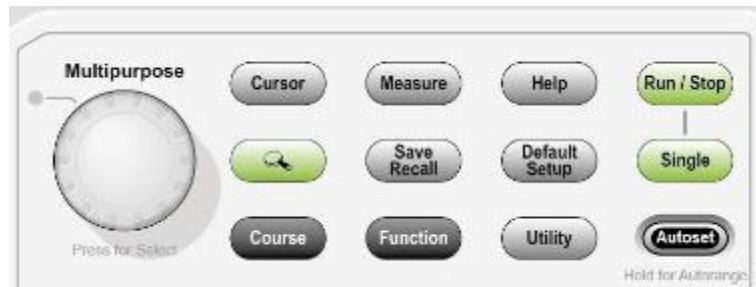 Multipurpose
Cursor
Measure
Help
Run / Stop
Save
Recall
Default
Setup
Single
Course
Function
Utility
Autoset
Press for Select
Hold for Autorange